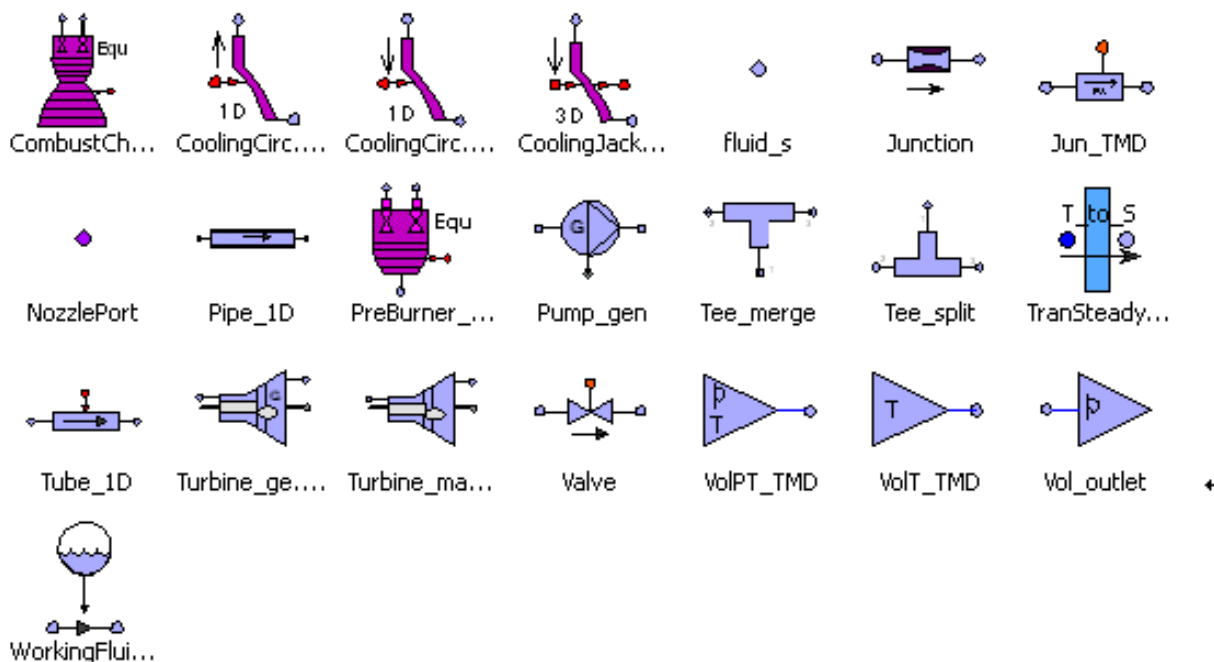 Equ
1D
1D
3D
CombustCh...
CoolingCirc....
CoolingCirc....
CoolingJack...
fluid_s
Junction
Jun_TMD
Equ
G
T_to_S
NozzlePort
Pipe_1D
PreBurner_...
Pump_gen
Tee_merge
Tee_split
TranSteady...
G
p
T
T
p
Tube_1D
Turbine_ge....
Turbine_ma...
Valve
VolPT_TMD
VolT_TMD
Vol_outlet
WorkingFlui...